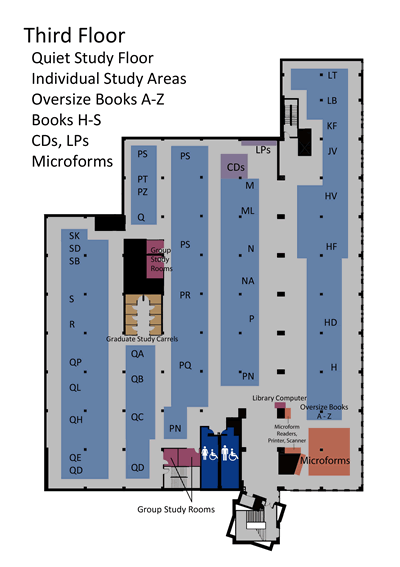 Third Floor
Quiet Study Floor
Individual Study Areas
Oversize Books A-Z
Books H-S
CDs, LPs
Microforms
LT
LB
KF
JV
HV
HF
HD
H
LPs
CDs
M
ML
N
NA
P
PN
PS
PS
PR
PQ
PN
PS
PT
PZ
Q
Group
Study
Rooms
Graduate Study Carrels
QA
QB
QC
QD
SK
SD
SB
S
R
QP
QL
QH
QE
QD
Library Computer
Oversize Books
A - Z
Microform
Readers,
Printer, Scanner
Microforms
Group Study Rooms